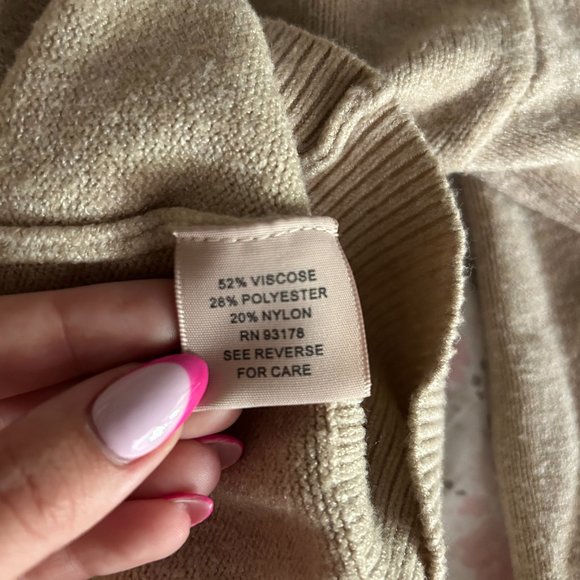 52% VISCOSE
28% POLYESTER
20% NYLON
RN 93178
SEE REVERSE
FOR CARE